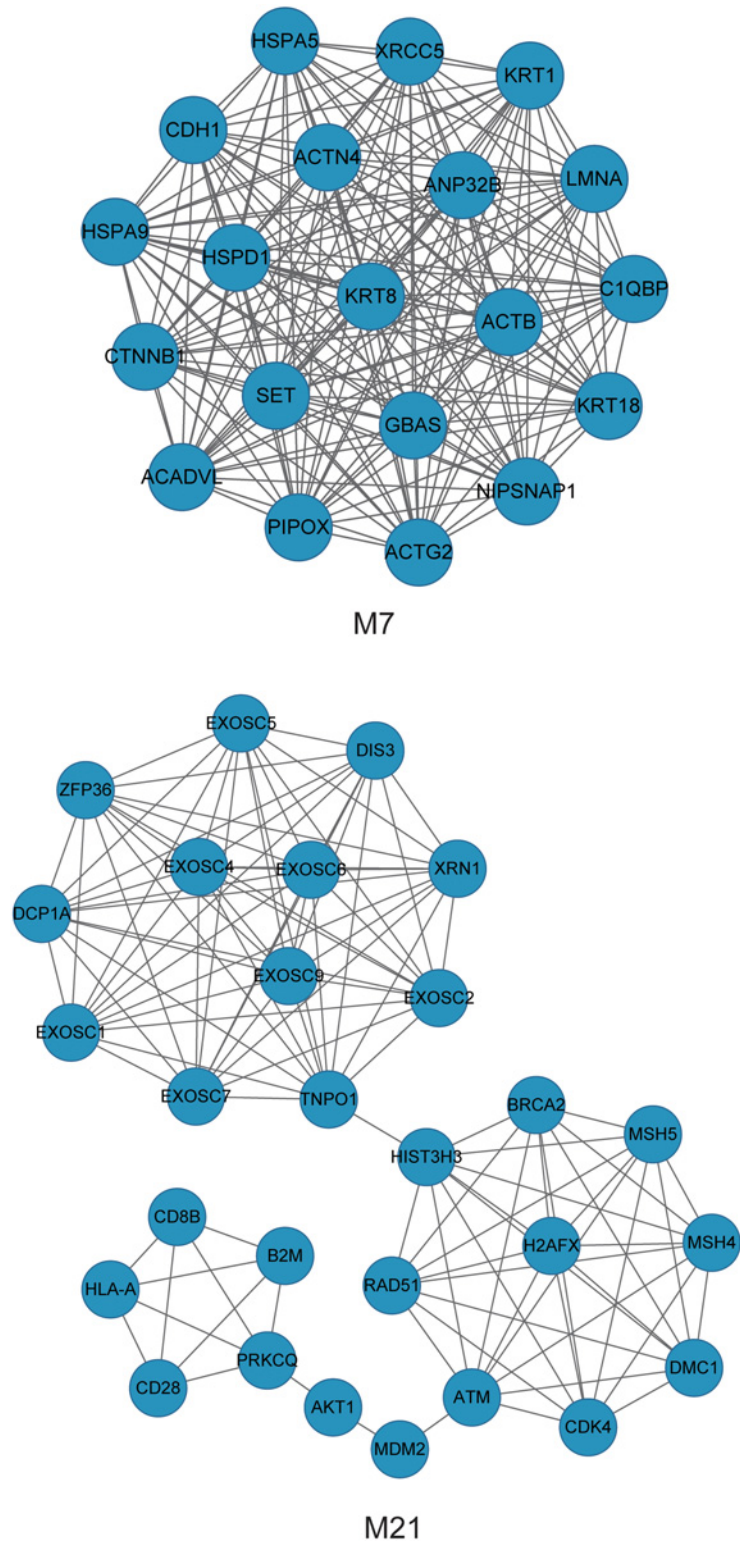 HSPA5
XRCC5
KRT1
CDH1
ACTN4
ANP32B
LMNA
HSPA9
HSPD1
KRT8
C1QBP
ACTB
CTNNB1
SET
GBAS
KRT18
ACADVL
NIPSNAP1
PIPOX
ACTG2
M7
EXOSC5
DIS3
ZFP36
EXOSC4
EXOSC6
XRN1
DCP1A
EXOSC9
EXOSC2
EXOSC1
EXOSC7
TNPO1
BRCA2
MSH5
HIST3H3
CD8B
B2M
H2AFX
MSH4
HLA-A
RAD51
PRKCQ
DMC1
CD28
AKT1
ATM
CDK4
MDM2
M21